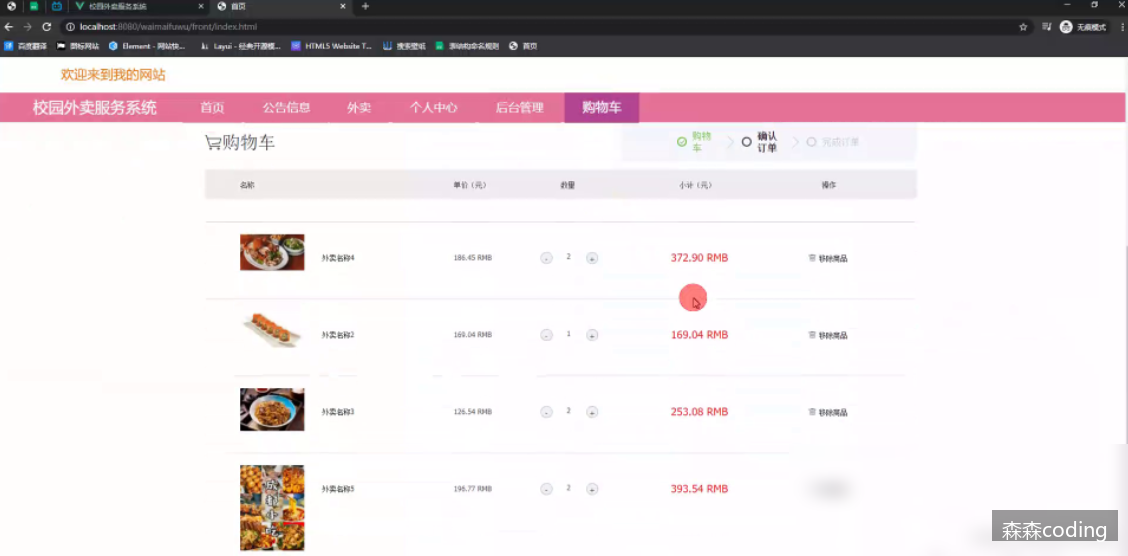 校园外卖服务系统
首页
localhost:8080/waimaifuwu/front/index.html
无痕模式
百度翻译 图标网站 Element - 网站快... Layui - 经典开源模... HTML5 Website T... 搜索壁纸 首页
欢迎来到我的网站
校园外卖服务系统 首页 公告信息 外卖 个人中心 后台管理 购物车
购物车
购物车 确认订单 完成订单
名称 单价（元） 数量 小计（元） 操作
外卖名称4 186.45 RMB - 2 + 372.90 RMB 移除商品
外卖名称2 169.04 RMB - 1 + 169.04 RMB 移除商品
外卖名称3 126.54 RMB - 2 + 253.08 RMB 移除商品
外卖名称5 196.77 RMB - 2 + 393.54 RMB
森森coding